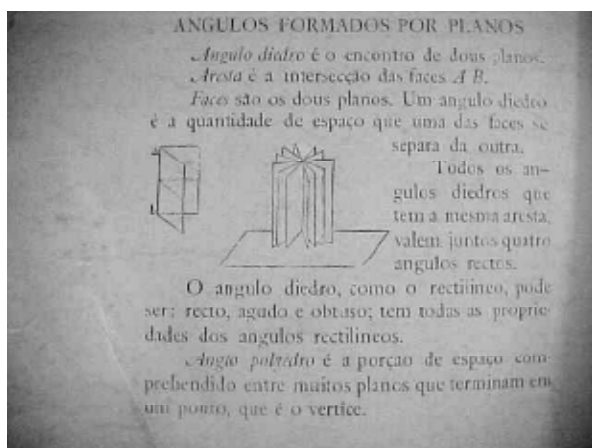 ANGULOS FORMADOS POR PLANOS
Angulo diedro é o encontro de dous planos.
Aresta é a intersecção das faces A B.
Faces são os dous planos. Um angulo diedro
é a quantidade de espaço que uma das faces se
separa da outra.
Todos os an-
gulos diedros que
tem a mesma aresta,
valem juntos quatro
angulos rectos.
O angulo diedro, como o rectilineo, pode
ser: recto, agudo e obtuso; tem todas as proprie-
dades dos angulos rectilineos.
Anglo polyedro é a porção de espaço com-
prehendido entre muitos planos que terminam em
um ponto, que é o vertice.